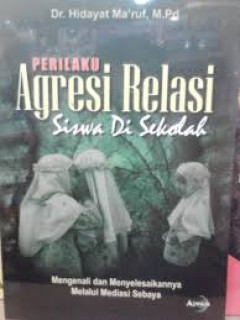 Dr. Hidayat Ma'ruf, M.Pd
PERILAKU
Agresi Relasi
Siswa Di Sekolah
Mengenali dan Menyelesaikannya
Melalui Mediasi Sebaya